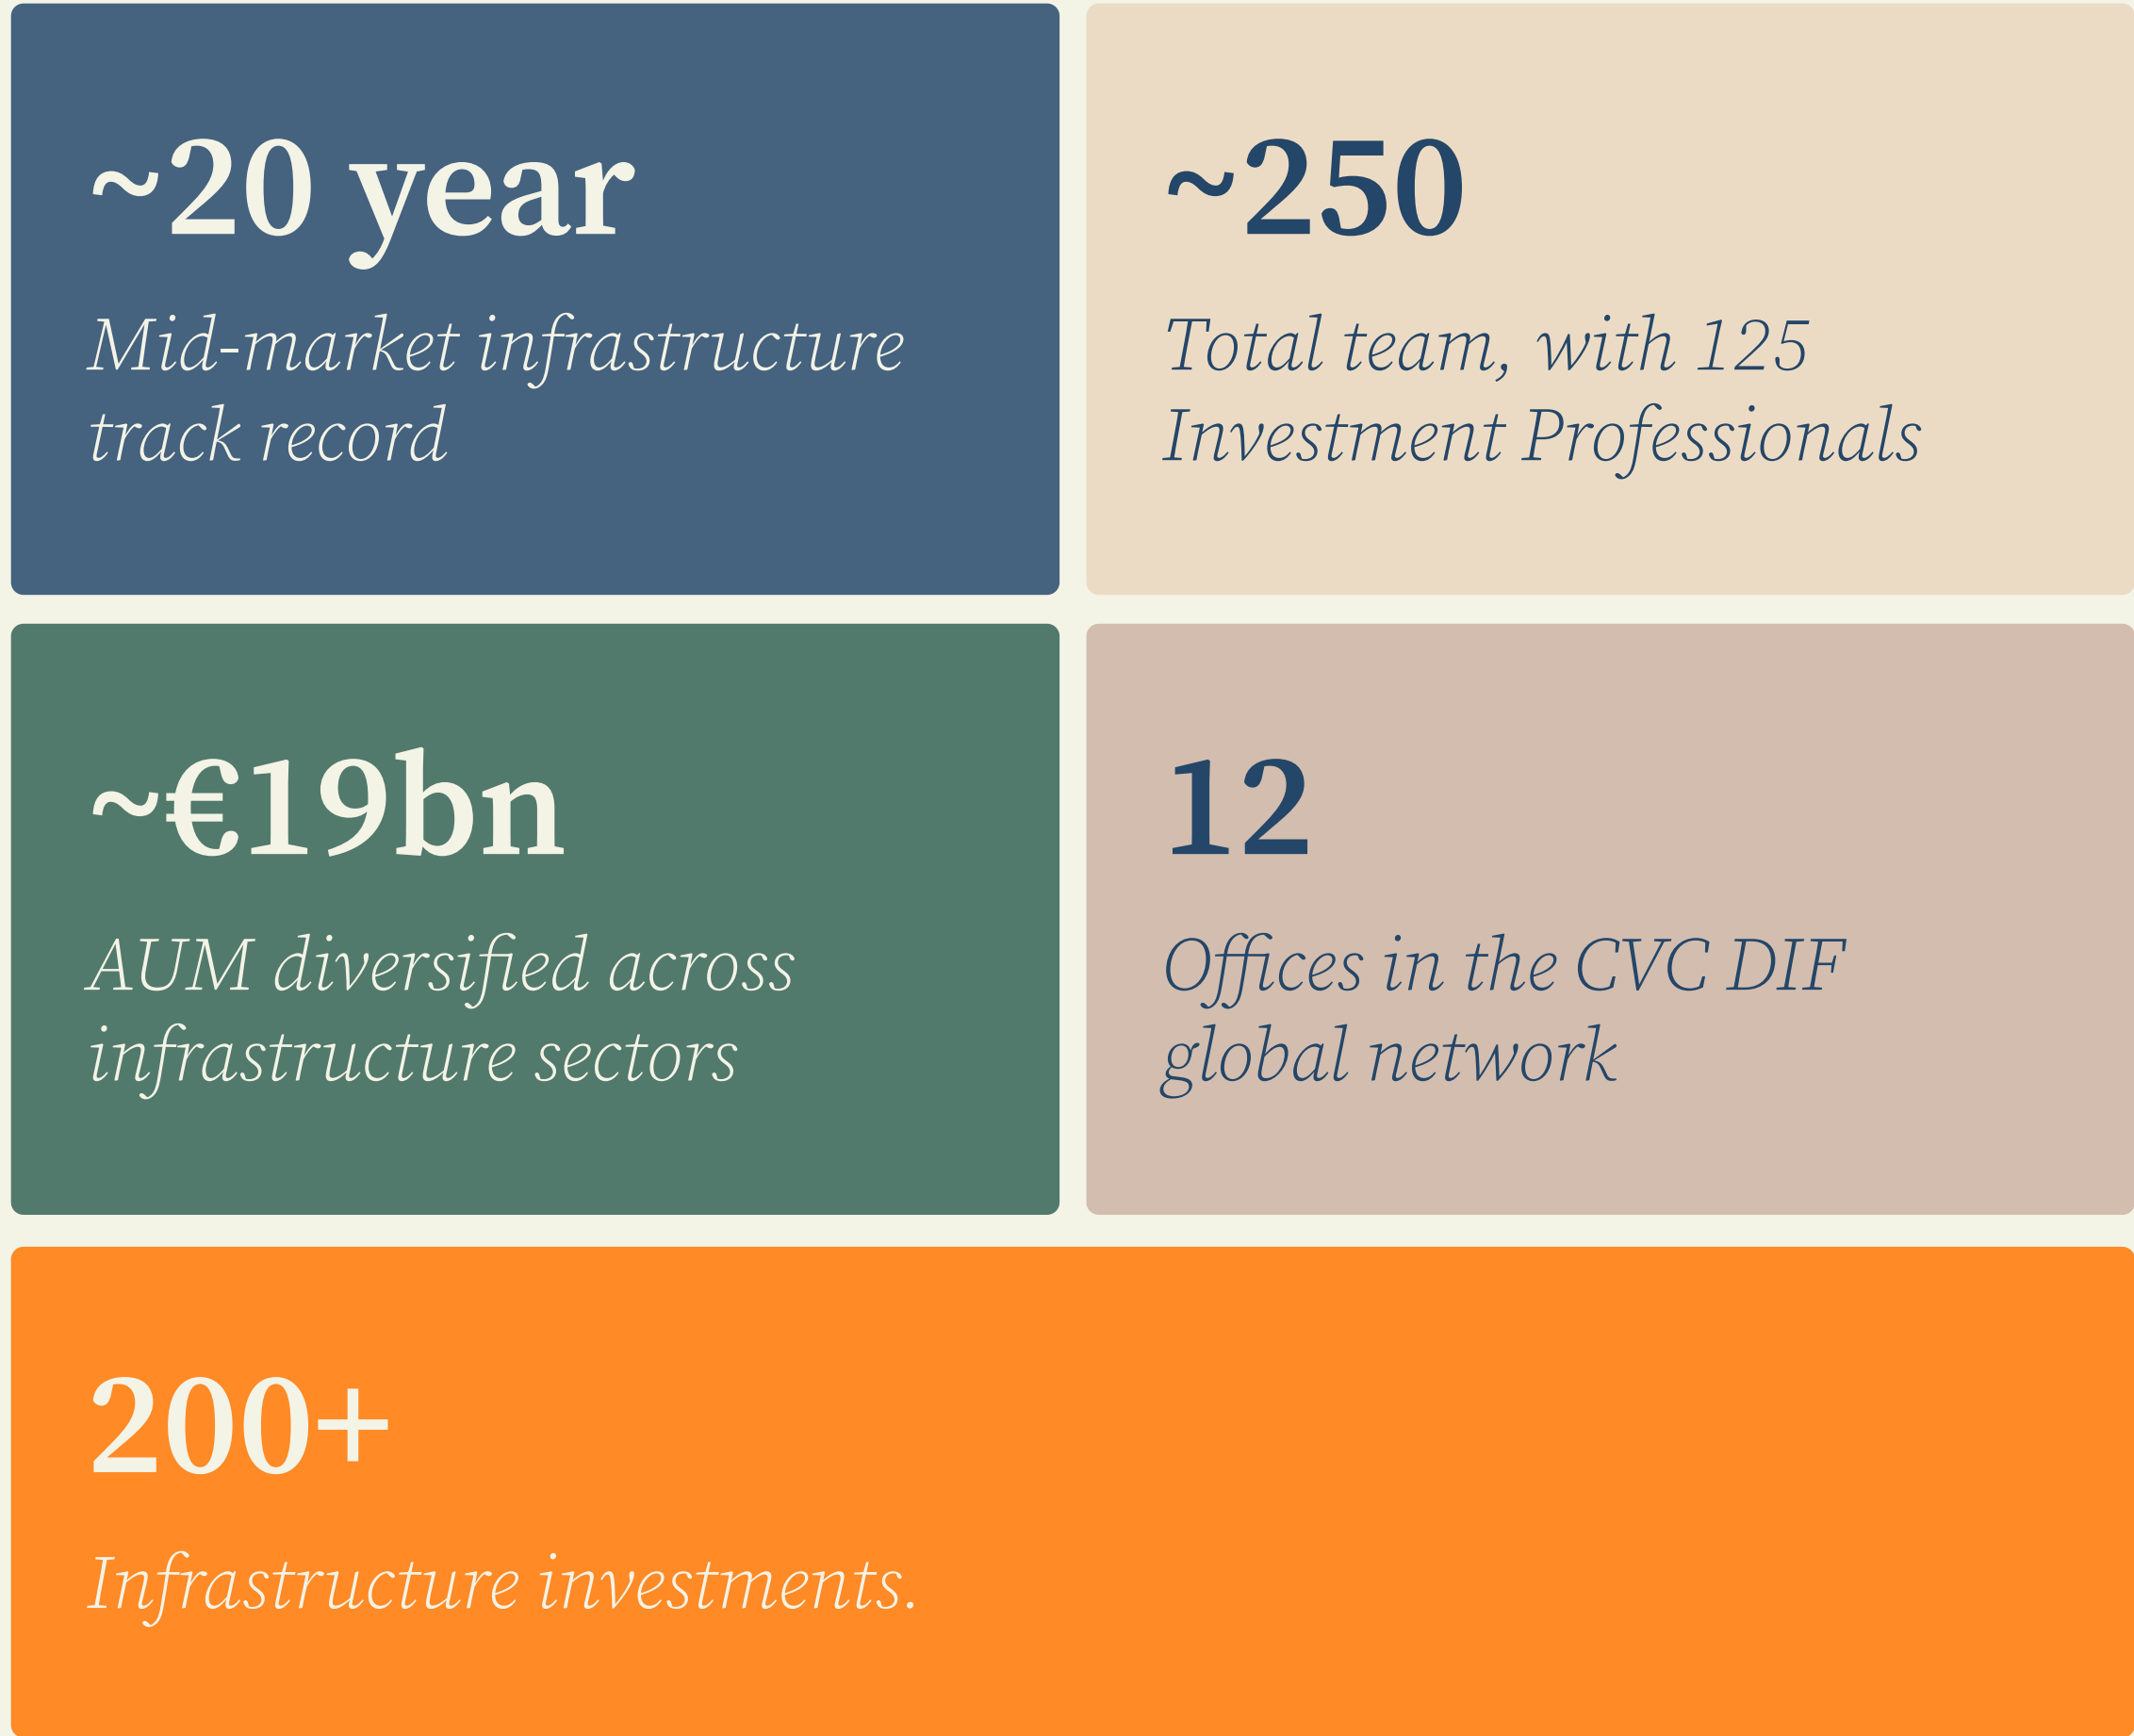 ~20 year
Mid-market infrastructure
track record
~250
Total team, with 125
Investment Professionals
~€19bn
AUM diversified across
infrastructure sectors
12
Offices in the CVC DIF
global network
200+
Infrastructure investments.